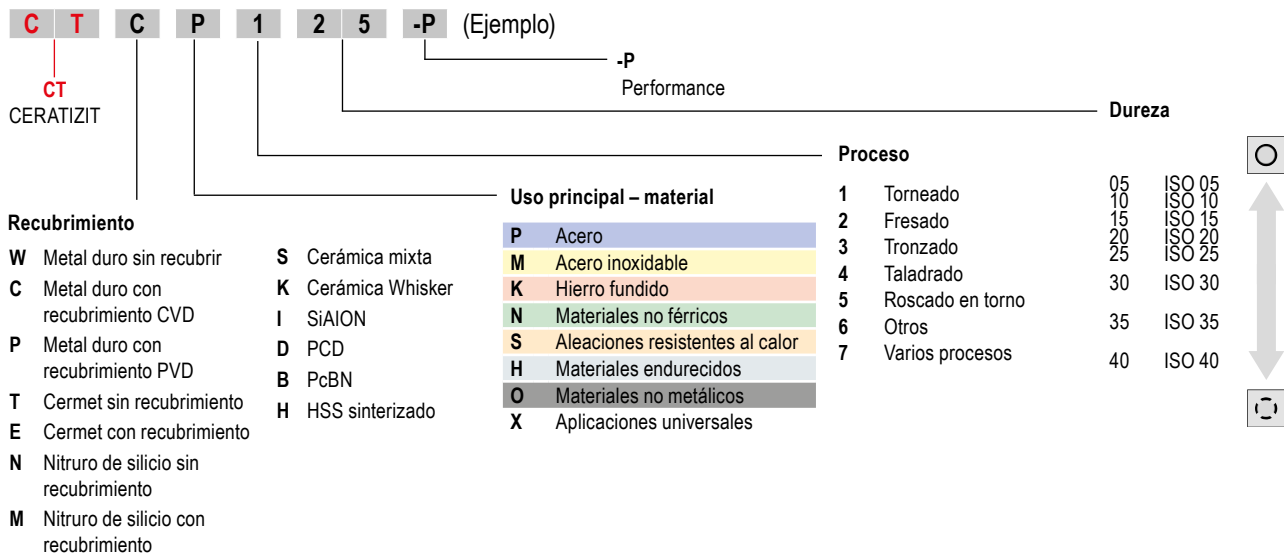 C T C P 1 2 5 -P (Ejemplo)
-P
Performance
CT
CERATIZIT
Dureza
05 ISO 05
10 ISO 10
15 ISO 15
20 ISO 20
25 ISO 25
30 ISO 30
35 ISO 35
40 ISO 40
Proceso
1 Torneado
2 Fresado
3 Tronzado
4 Taladrado
5 Roscado en torno
6 Otros
7 Varios procesos
Uso principal – material
P Acero
M Acero inoxidable
K Hierro fundido
N Materiales no férricos
S Aleaciones resistentes al calor
H Materiales endurecidos
O Materiales no metálicos
X Aplicaciones universales
Recubrimiento
W Metal duro sin recubrir
C Metal duro con
recubrimiento CVD
P Metal duro con
recubrimiento PVD
T Cermet sin recubrimiento
E Cermet con recubrimiento
N Nitruro de silicio sin
recubrimiento
M Nitruro de silicio con
recubrimiento
S Cerámica mixta
K Cerámica Whisker
I SiAlON
D PCD
B PcBN
H HSS sinterizado